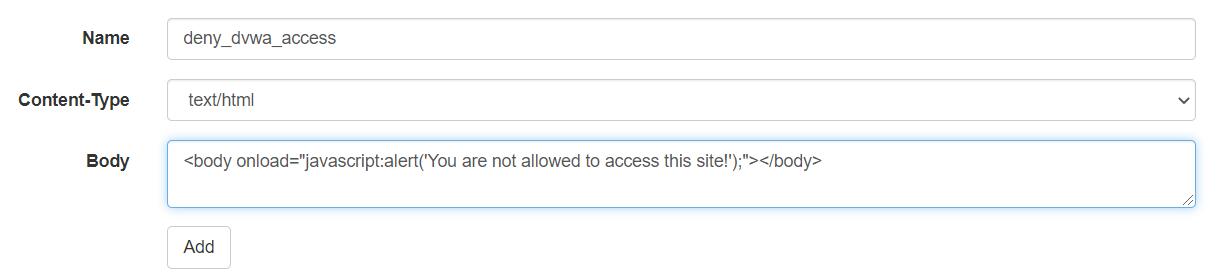 Name deny_dvwa_access
Content-Type text/html
Body <body onload="javascript:alert('You are not allowed to access this site!');"></body>
Add